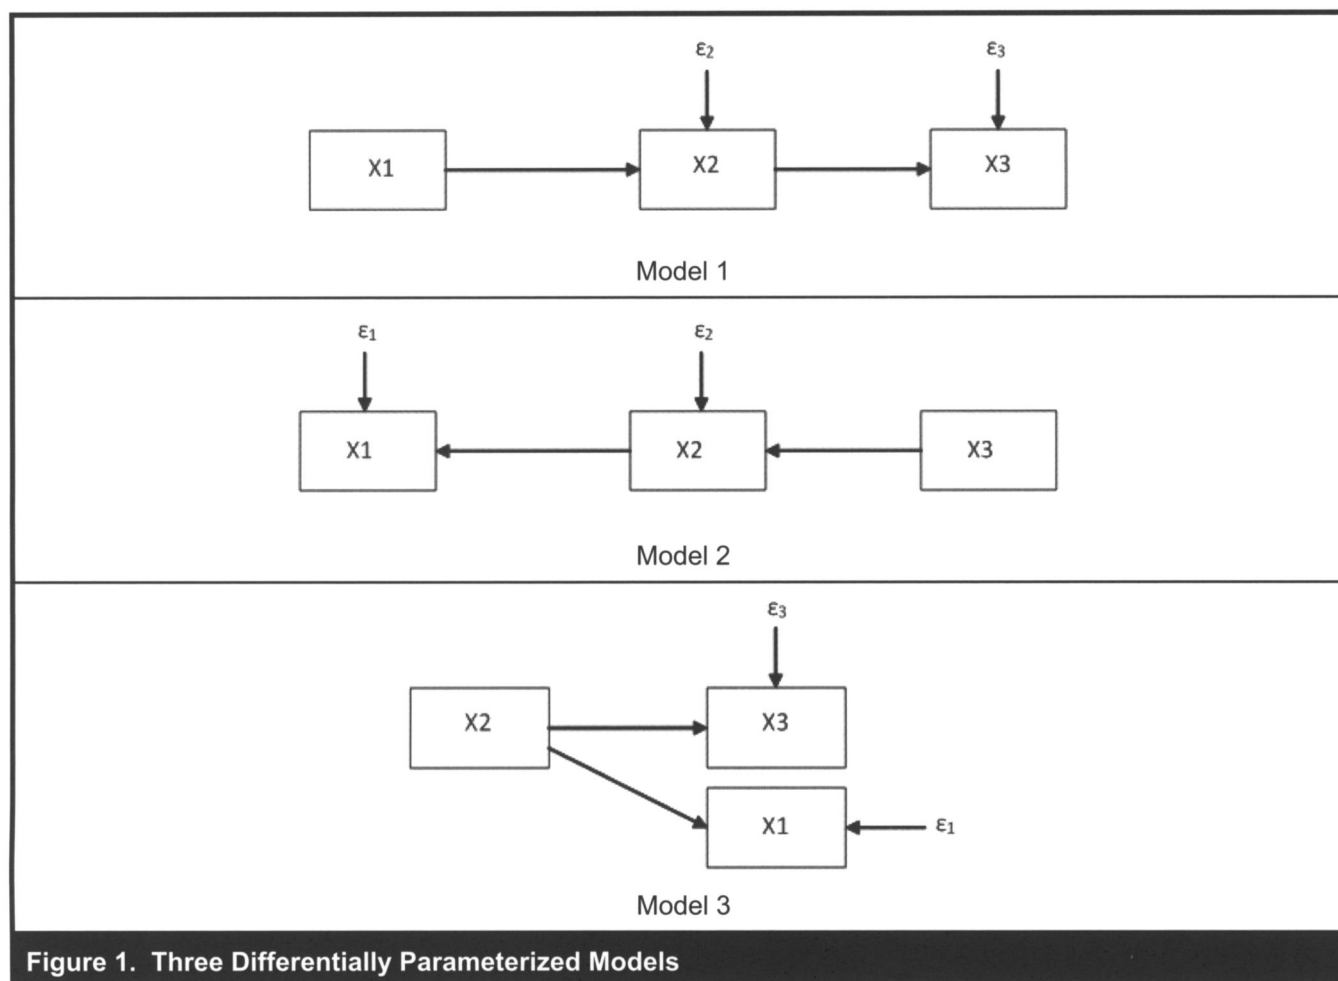 ε₂ ε₃
X1 X2 X3
Model 1
ε₁ ε₂
X1 X2 X3
Model 2
ε₃
X2 X3
X1 ε₁
Model 3
Figure 1. Three Differentially Parameterized Models